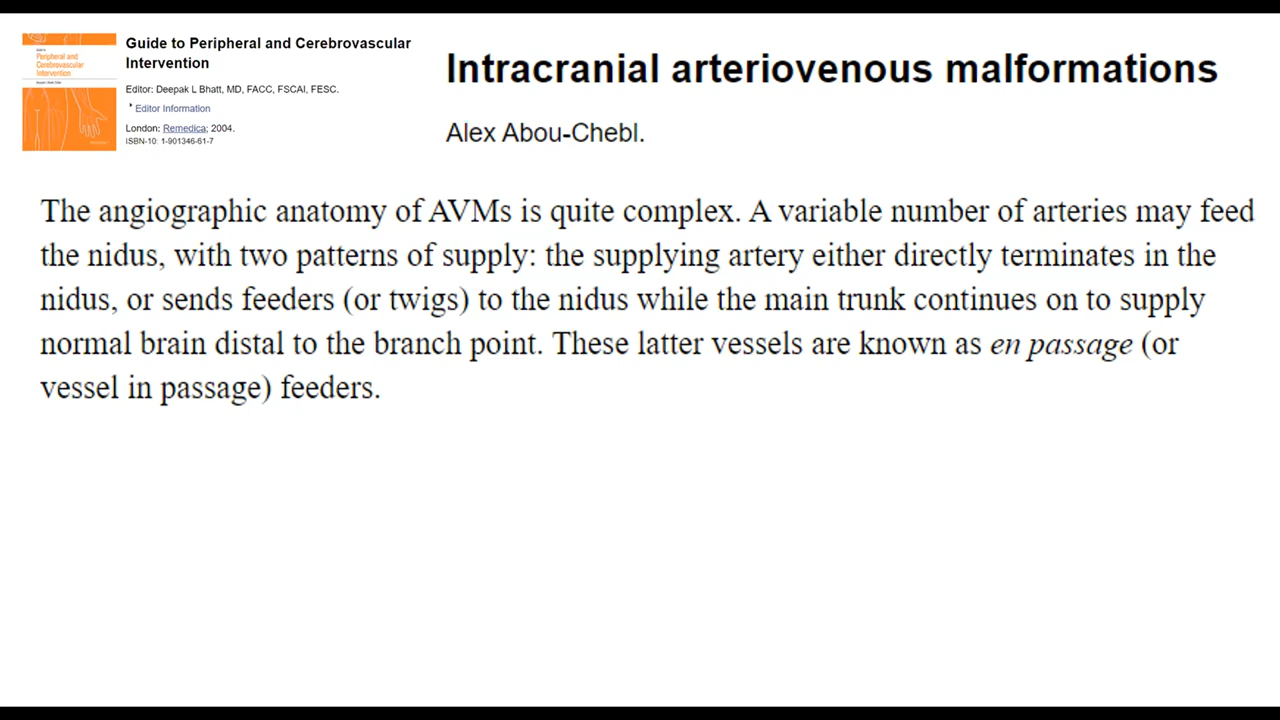 Guide to Peripheral and Cerebrovascular
Intervention
Editor: Deepak L Bhatt, MD, FACC, FSCAI, FESC.
Editor Information
London: Remedica; 2004.
ISBN-10: 1-901346-61-7
Peripheral and
Cerebrovascular
Intervention
Intracranial arteriovenous malformations
Alex Abou-Chebl.
The angiographic anatomy of AVMs is quite complex. A variable number of arteries may feed
the nidus, with two patterns of supply: the supplying artery either directly terminates in the
nidus, or sends feeders (or twigs) to the nidus while the main trunk continues on to supply
normal brain distal to the branch point. These latter vessels are known as en passage (or
vessel in passage) feeders.